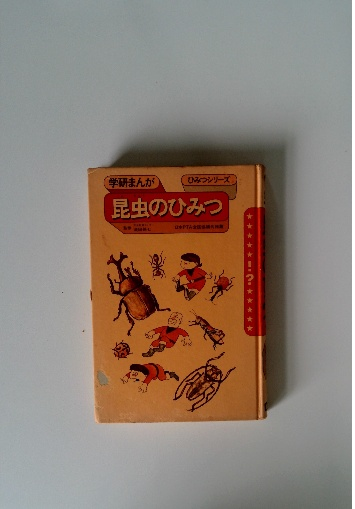 学研まんが
ひみつシリーズ
昆虫のひみつ
!?